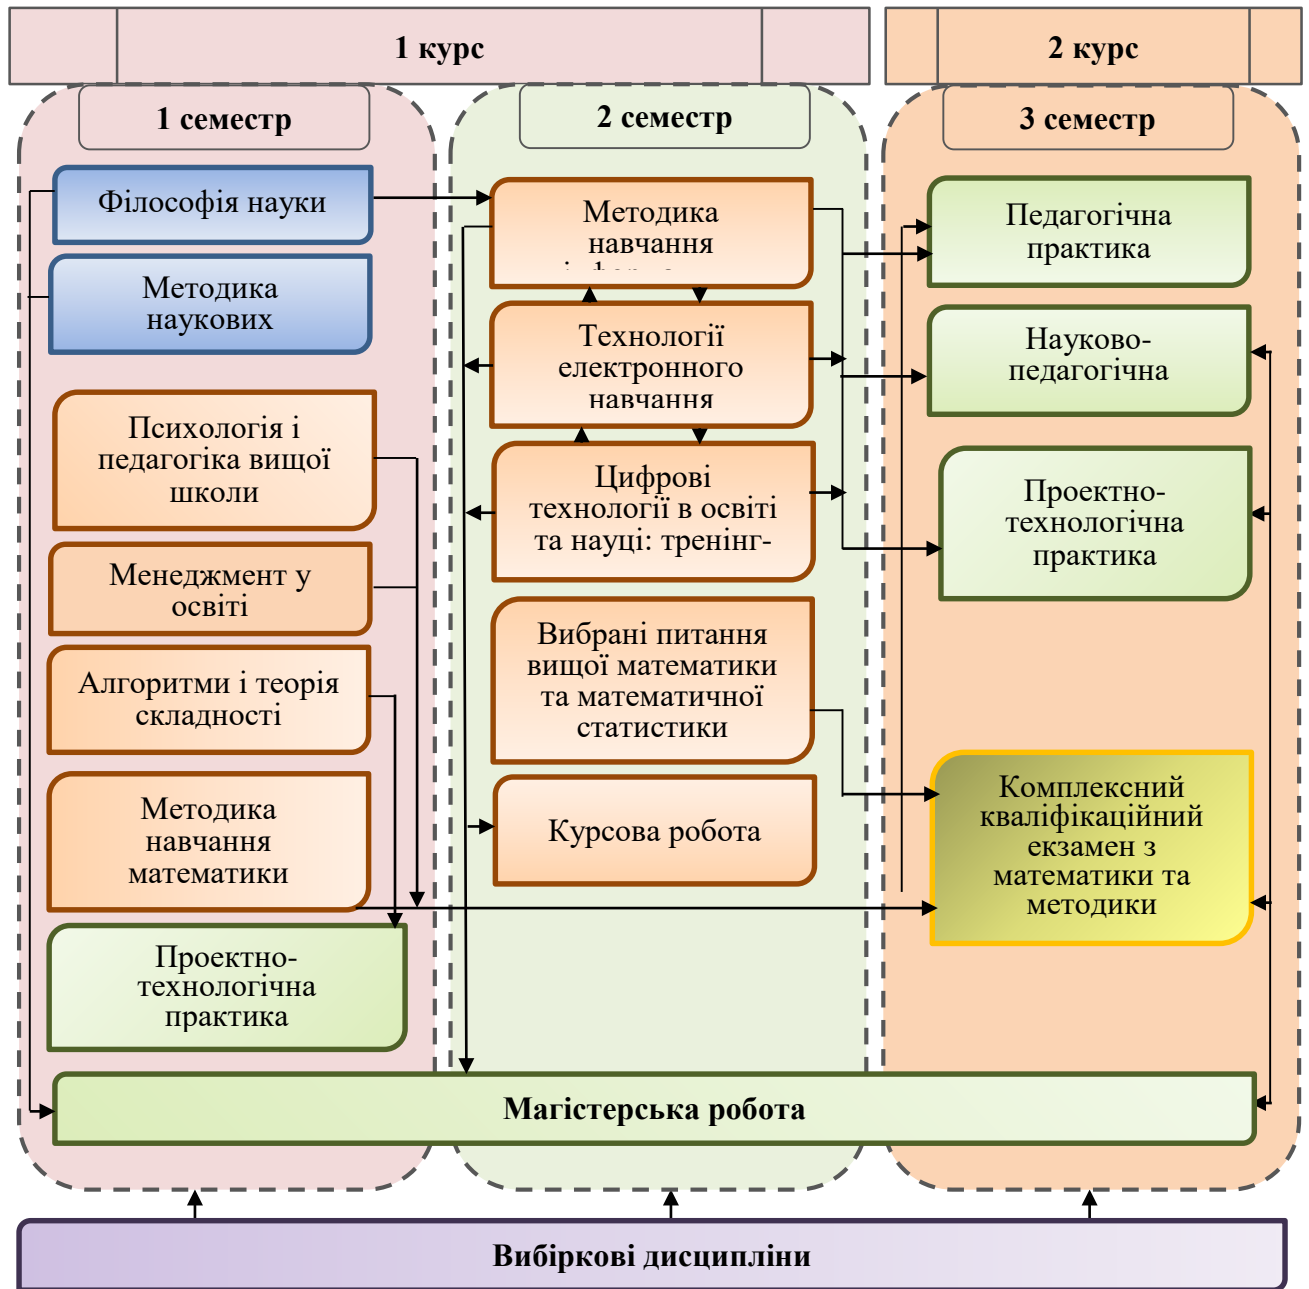 1 курс
2 курс
1 семестр
2 семестр
3 семестр
Філософія науки
Методика
наукових
Психологія і
педагогіка вищої
школи
Менеджмент у
освіті
Алгоритми і теорія
складності
Методика
навчання
математики
Проектно-
технологічна
практика
Методика
навчання
Технології
електронного
навчання
Цифрові
технології в освіті
та науці: тренінг-
Вибрані питання
вищої математики
та математичної
статистики
Курсова робота
Педагогічна
практика
Науково-
педагогічна
Проектно-
технологічна
практика
Комплексний
кваліфікаційний
екзамен з
математики та
методики
Магістерська робота
Вибіркові дисципліни